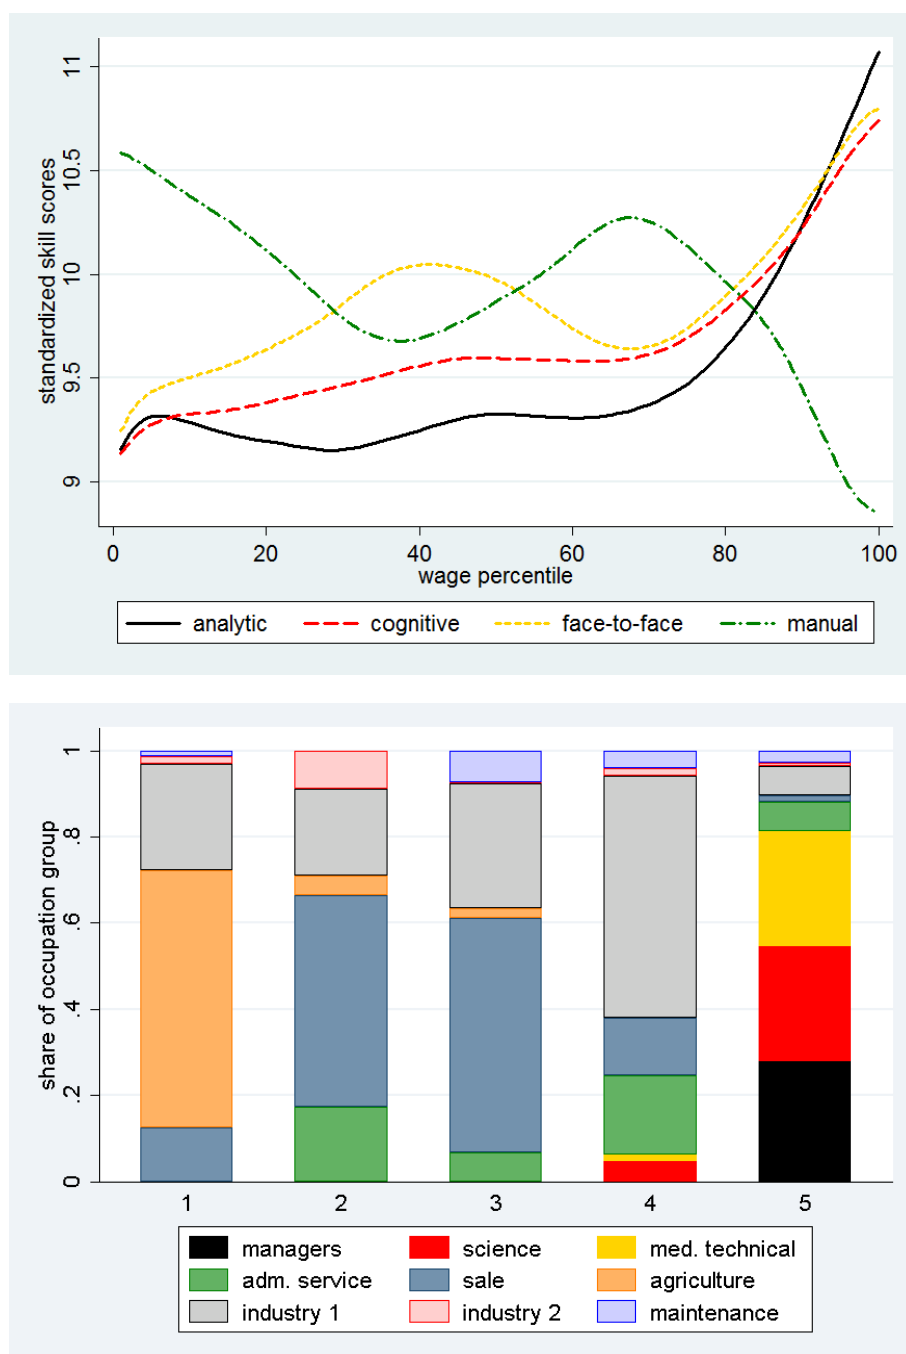 11
10.5
10
9.5
9
standardized skill scores
0 20 40 60 80 100
wage percentile
analytic cognitive face-to-face manual
1
.8
.6
.4
.2
0
share of occupation group
1 2 3 4 5
managers science med. technical
adm. service sale agriculture
industry 1 industry 2 maintenance